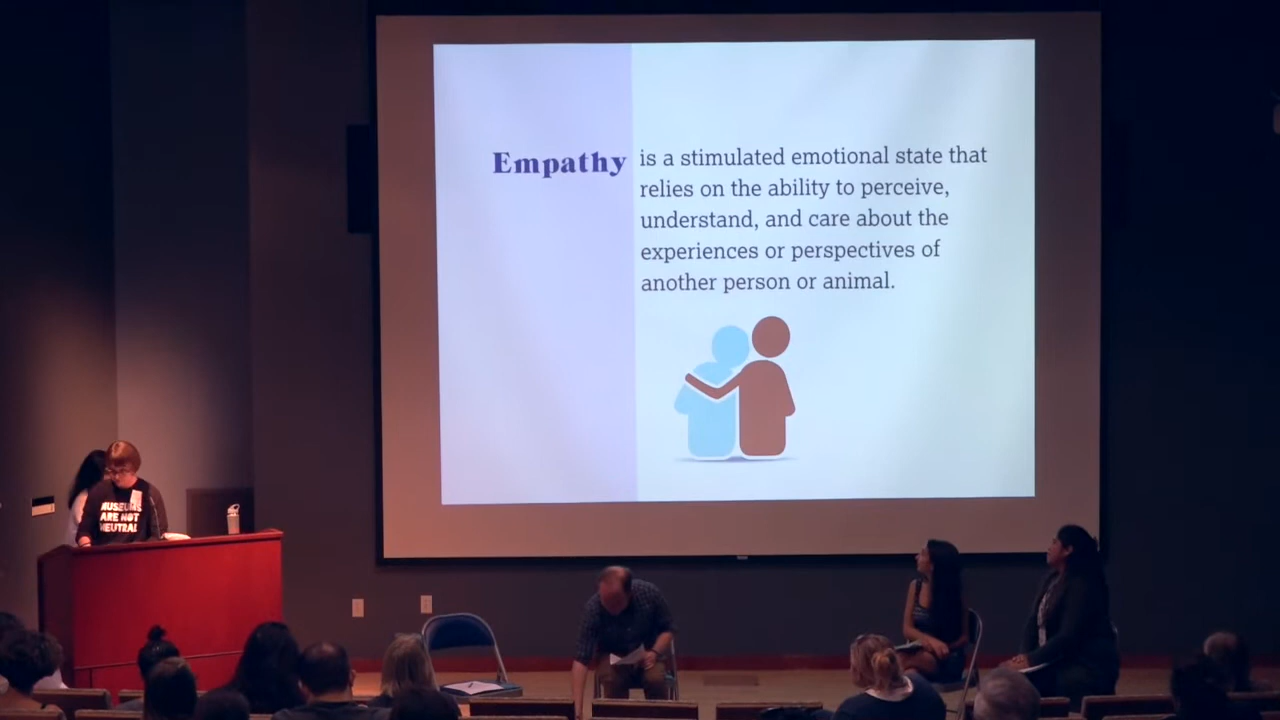 Empathy is a stimulated emotional state that
relies on the ability to perceive,
understand, and care about the
experiences or perspectives of
another person or animal.
MUSEUMS
ARE NOT
NEUTRAL